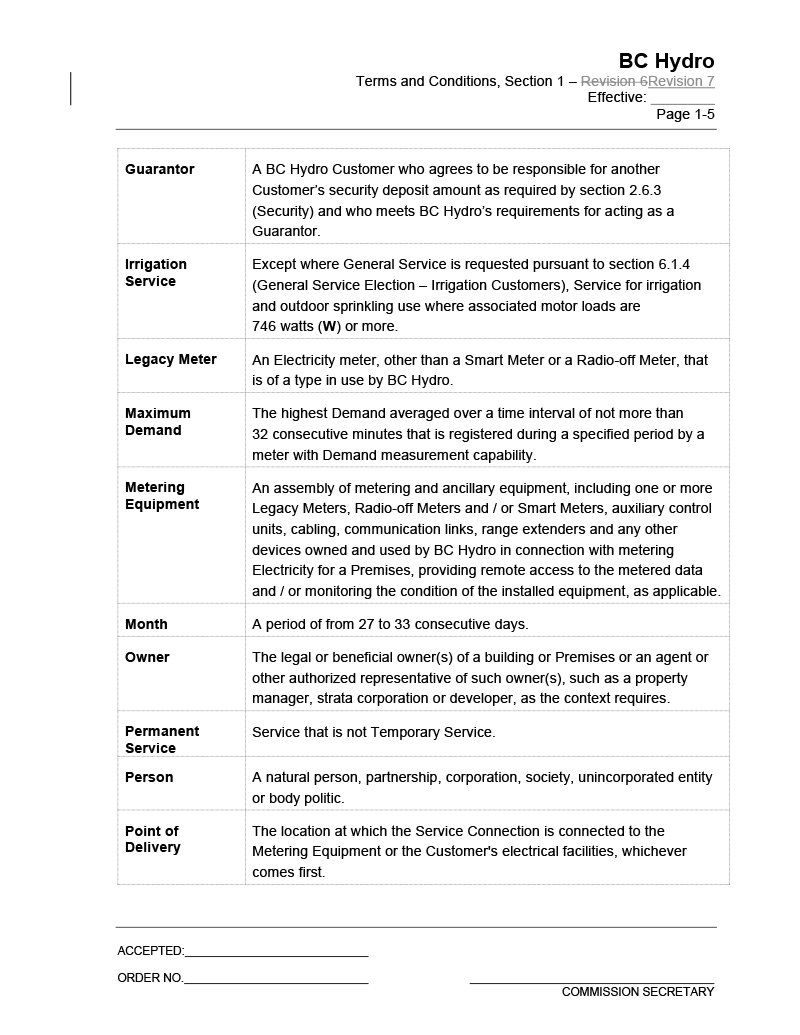 BC Hydro
Terms and Conditions, Section 1 – Revision 6Revision 7
Effective: ________
Page 1-5
Guarantor
A BC Hydro Customer who agrees to be responsible for another
Customer’s security deposit amount as required by section 2.6.3
(Security) and who meets BC Hydro’s requirements for acting as a
Guarantor.
Irrigation
Service
Except where General Service is requested pursuant to section 6.1.4
(General Service Election – Irrigation Customers), Service for irrigation
and outdoor sprinkling use where associated motor loads are
746 watts (W) or more.
Legacy Meter
An Electricity meter, other than a Smart Meter or a Radio-off Meter, that
is of a type in use by BC Hydro.
Maximum
Demand
The highest Demand averaged over a time interval of not more than
32 consecutive minutes that is registered during a specified period by a
meter with Demand measurement capability.
Metering
Equipment
An assembly of metering and ancillary equipment, including one or more
Legacy Meters, Radio-off Meters and / or Smart Meters, auxiliary control
units, cabling, communication links, range extenders and any other
devices owned and used by BC Hydro in connection with metering
Electricity for a Premises, providing remote access to the metered data
and / or monitoring the condition of the installed equipment, as applicable.
Month
A period of from 27 to 33 consecutive days.
Owner
The legal or beneficial owner(s) of a building or Premises or an agent or
other authorized representative of such owner(s), such as a property
manager, strata corporation or developer, as the context requires.
Permanent
Service
Service that is not Temporary Service.
Person
A natural person, partnership, corporation, society, unincorporated entity
or body politic.
Point of
Delivery
The location at which the Service Connection is connected to the
Metering Equipment or the Customer's electrical facilities, whichever
comes first.
ACCEPTED:____________________________
ORDER NO.____________________________
COMMISSION SECRETARY